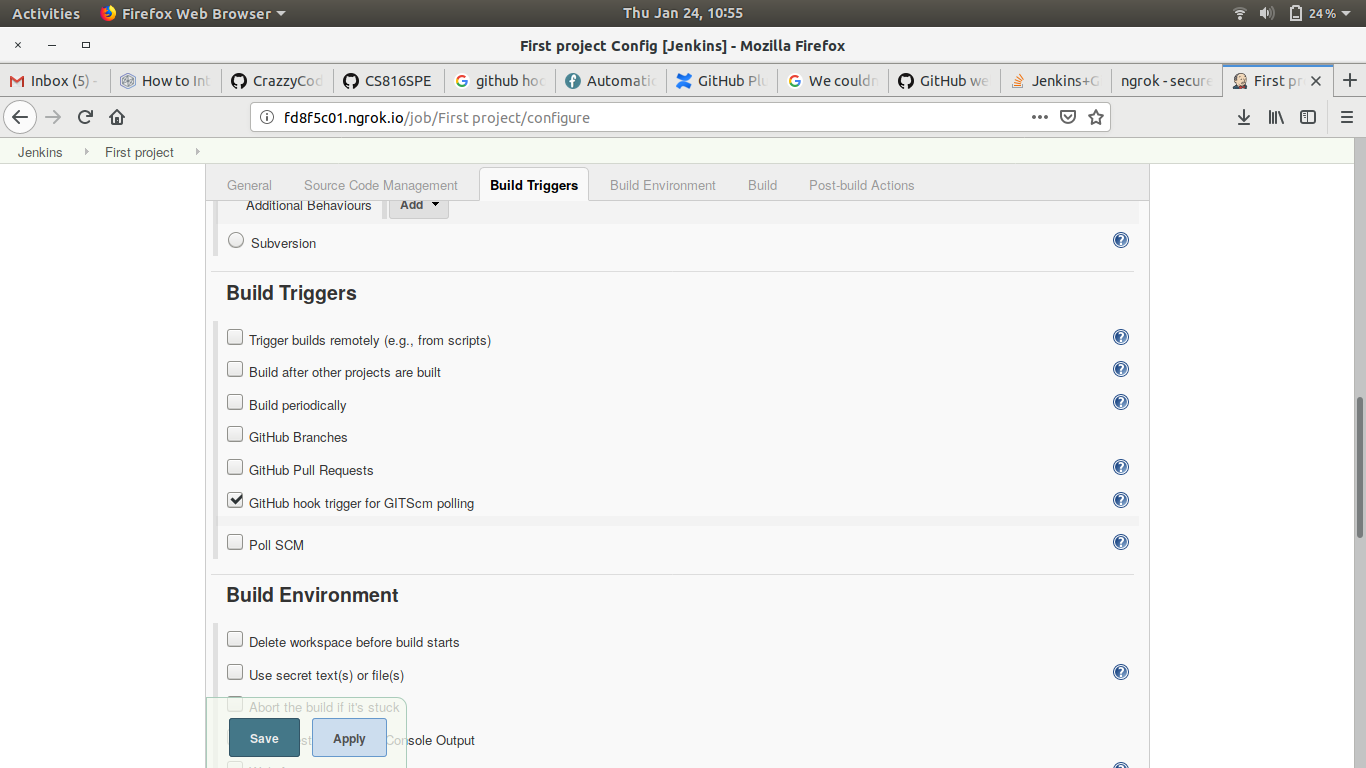 Activities Firefox Web Browser Thu Jan 24, 10:55 24%
First project Config [Jenkins] - Mozilla Firefox
Inbox (5) - How to Int CrazzyCod CS816SPE github hoo Automatic GitHub Plu We couldn GitHub we Jenkins+G ngrok - secure First pr
fd8f5c01.ngrok.io/job/First project/configure
Jenkins First project
General Source Code Management Build Triggers Build Environment Build Post-build Actions
Additional Behaviours Add
Subversion
Build Triggers
Trigger builds remotely (e.g., from scripts)
Build after other projects are built
Build periodically
GitHub Branches
GitHub Pull Requests
GitHub hook trigger for GITScm polling
Poll SCM
Build Environment
Delete workspace before build starts
Use secret text(s) or file(s)
Abort the build if it's stuck
Save Apply Console Output